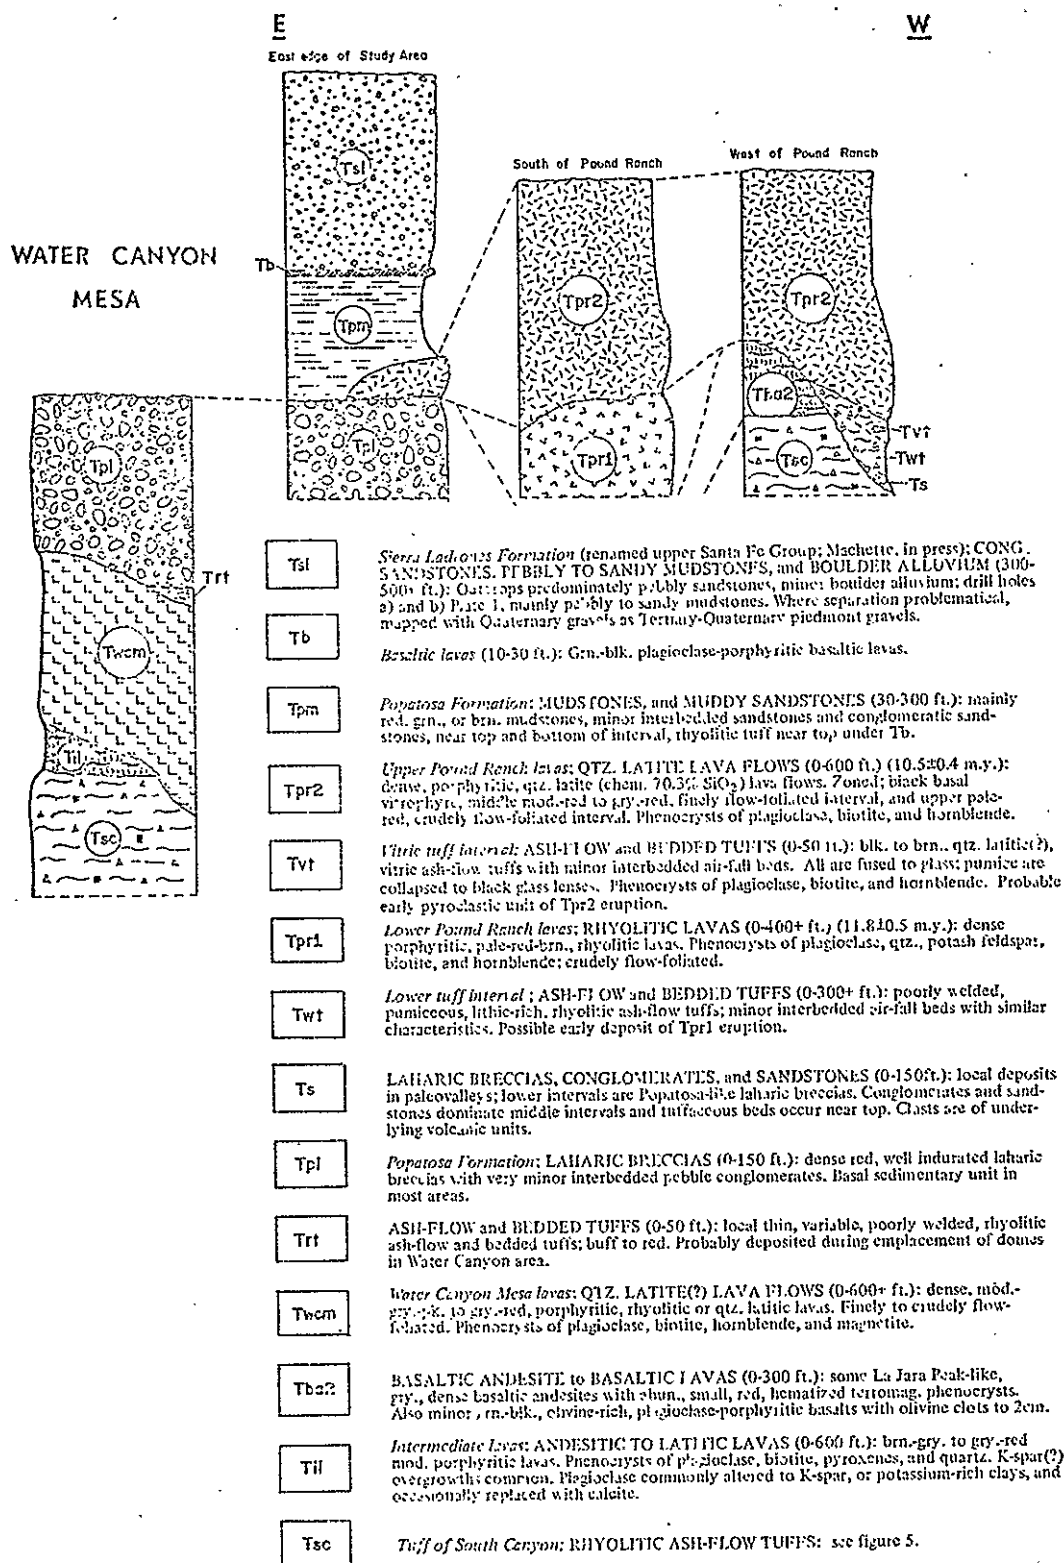 E
W
East edge of Study Area
South of Pound Ranch
West of Pound Ranch
WATER CANYON
MESA
Tsl
Tb
Tpm
Tpl
Tpr2
Tpr1
Tpr2
Tba2
Tsc
Tvt
Twt
Ts
Tpl
Trt
Twcm
Til
Tsc
Tsl
Sierra Ladrones Formation (renamed upper Santa Fe Group; Machette, in press); CONG.
SANDSTONES, PEBBLY TO SANDY MUDSTONES, and BOULDER ALLUVIUM (300-
500+ ft.): Outcrops predominately pebbly sandstones, minor boulder alluvium; drill holes
a) and b) Plate 1, mainly pebbly to sandy mudstones. Where separation problematical,
mapped with Quaternary gravels as Tertiary-Quaternary piedmont gravels.
Tb
Basaltic lavas (10-30 ft.): Grn.-blk. plagioclase-porphyritic basaltic lavas.
Tpm
Popotosa Formation: MUDSTONES, and MUDDY SANDSTONES (30-300 ft.): mainly
red, grn., or brn. mudstones, minor interbedded sandstones and conglomeratic sand-
stones, near top and bottom of interval, rhyolitic tuff near top under Tb.
Tpr2
Upper Pound Ranch lavas: QTZ. LATITE LAVA FLOWS (0-600 ft.) (10.5±0.4 m.y.):
dense, porphyritic, qtz. latite (chem. 70.3% SiO₂) lava flows. Zoned; black basal
vitrophyre, middle mod.-red to gry.-red, finely flow-foliated interval, and upper pale-
red, crudely flow-foliated interval. Phenocrysts of plagioclase, biotite, and hornblende.
Tvt
Vitric tuff interval: ASH-FLOW and BEDDED TUFFS (0-50 ft.): blk. to brn., qtz. latitic(?),
vitric ash-flow tuffs with minor interbedded air-fall beds. All are fused to glass; pumice are
collapsed to black glass lenses. Phenocrysts of plagioclase, biotite, and hornblende. Probable
early pyroclastic unit of Tpr2 eruption.
Tpr1
Lower Pound Ranch lavas: RHYOLITIC LAVAS (0-400+ ft.) (11.8±0.5 m.y.): dense
porphyritic, pale-red-brn., rhyolitic lavas. Phenocrysts of plagioclase, qtz., potash feldspar,
biotite, and hornblende; crudely flow-foliated.
Twt
Lower tuff interval; ASH-FLOW and BEDDED TUFFS (0-300+ ft.): poorly welded,
pumiceous, lithic-rich, rhyolitic ash-flow tuffs; minor interbedded air-fall beds with similar
characteristics. Possible early deposit of Tpr1 eruption.
Ts
LAHARIC BRECCIAS, CONGLOMERATES, and SANDSTONES (0-150ft.): local deposits
in paleovalleys; lower intervals are Popatosa-like laharic breccias. Conglomerates and sand-
stones dominate middle intervals and tuffaceous beds occur near top. Clasts are of under-
lying volcanic units.
Tpl
Popatosa Formation: LAHARIC BRECCIAS (0-150 ft.): dense red, well indurated laharic
breccias with very minor interbedded pebble conglomerates. Basal sedimentary unit in
most areas.
Trt
ASH-FLOW and BEDDED TUFFS (0-50 ft.): local thin, variable, poorly welded, rhyolitic
ash-flow and bedded tuffs; buff to red. Probably deposited during emplacement of domes
in Water Canyon area.
Twcm
Water Canyon Mesa lavas: QTZ. LATITE(?) LAVA FLOWS (0-600+ ft.): dense, mod.-
gry.-pk. to gry.-red, porphyritic, rhyolitic or qtz. latitic lavas. Finely to crudely flow-
foliated. Phenocrysts of plagioclase, biotite, hornblende, and magnetite.
Tba2
BASALTIC ANDESITE to BASALTIC LAVAS (0-300 ft.): some La Jara Peak-like,
gry., dense basaltic andesites with abun., small, red, hematized ferromag. phenocrysts.
Also minor grn.-blk., olivine-rich, plagioclase-porphyritic basalts with olivine clots to 2cm.
Til
Intermediate lavas: ANDESITIC TO LATITIC LAVAS (0-600 ft.): brn.-gry. to gry.-red
mod. porphyritic lavas. Phenocrysts of plagioclase, biotite, pyroxenes, and quartz. K-spar(?)
overgrowths common. Plagioclase commonly altered to K-spar, or potassium-rich clays, and
occasionally replaced with calcite.
Tsc
Tuff of South Canyon: RHYOLITIC ASH-FLOW TUFFS: see figure 5.